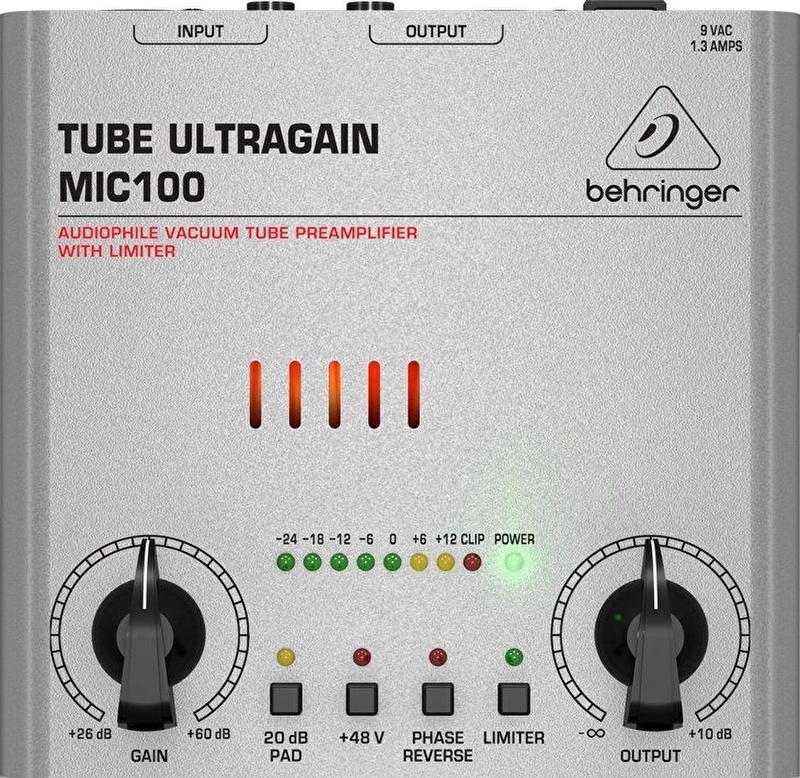 INPUT
OUTPUT
9 VAC
1.3 AMPS
TUBE ULTRAGAIN
MIC100
behringer
AUDIOPHILE VACUUM TUBE PREAMPLIFIER
WITH LIMITER
-24 -18 -12 -6 0 +6 +12 CLIP POWER
+26 dB +60 dB
GAIN
20 dB
PAD
+48 V
PHASE
REVERSE
LIMITER
-∞ +10 dB
OUTPUT